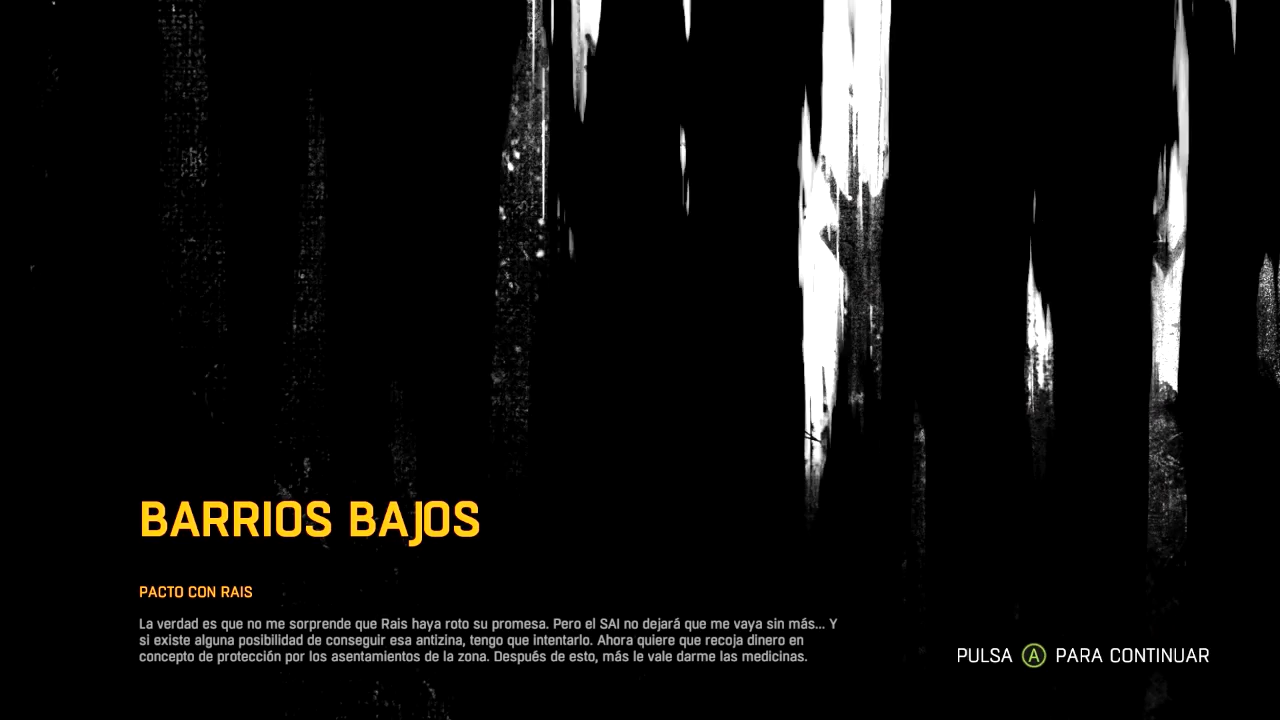 BARRIOS BAJOS
PACTO CON RAIS
La verdad es que no me sorprende que Rais haya roto su promesa. Pero el SAI no dejará que me vaya sin más... Y
si existe alguna posibilidad de conseguir esa antizina, tengo que intentarlo. Ahora quiere que recoja dinero en
concepto de protección por los asentamientos de la zona. Después de esto, más le vale darme las medicinas.
PULSA A PARA CONTINUAR